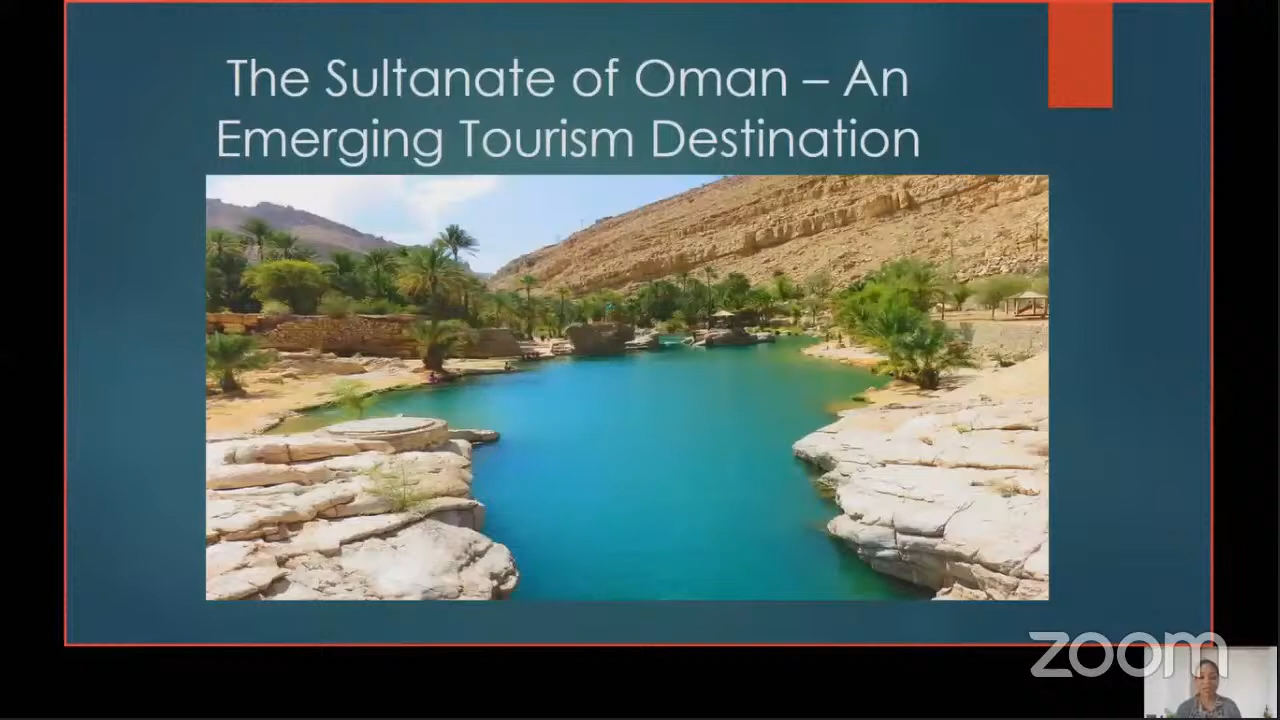 The Sultanate of Oman – An
Emerging Tourism Destination
zoom